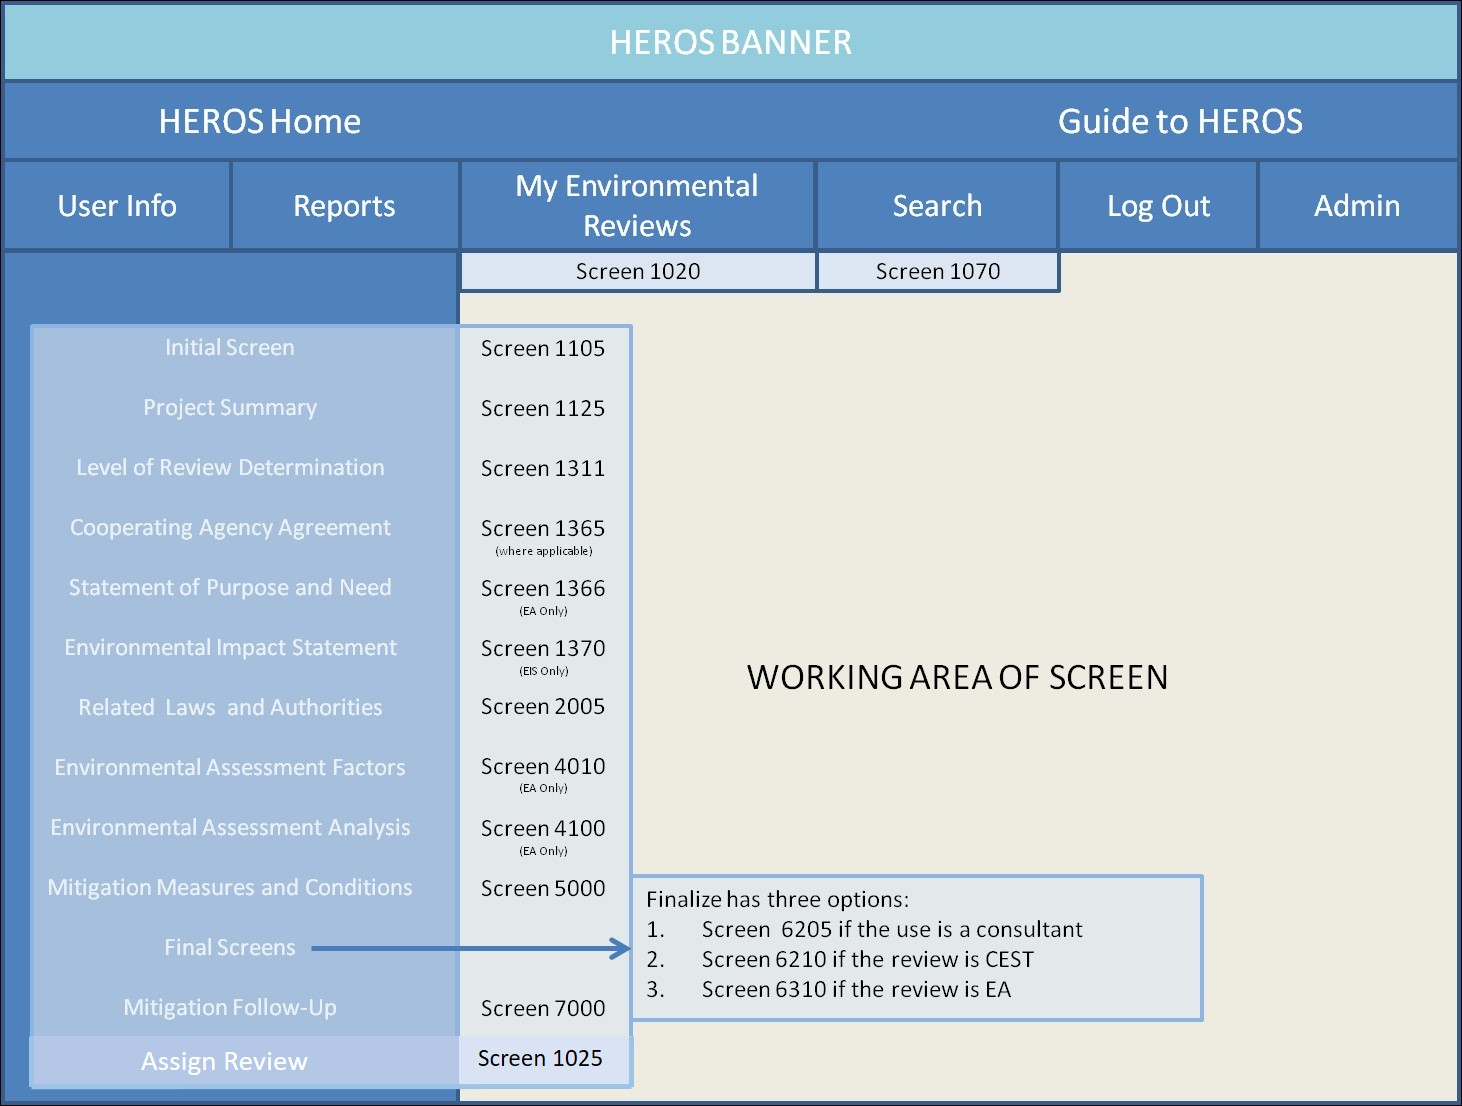 HEROS BANNER
HEROS Home
Guide to HEROS
User Info
Reports
My Environmental
Reviews
Search
Log Out
Admin
Screen 1020
Screen 1070
Initial Screen
Screen 1105
Project Summary
Screen 1125
Level of Review Determination
Screen 1311
Cooperating Agency Agreement
Screen 1365
(where applicable)
Statement of Purpose and Need
Screen 1366
(EA Only)
Environmental Impact Statement
Screen 1370
(EIS Only)
Related Laws and Authorities
Screen 2005
Environmental Assessment Factors
Screen 4010
(EA Only)
Environmental Assessment Analysis
Screen 4100
(EA Only)
Mitigation Measures and Conditions
Screen 5000
Final Screens
Mitigation Follow-Up
Screen 7000
Assign Review
Screen 1025
WORKING AREA OF SCREEN
Finalize has three options:
1. Screen 6205 if the use is a consultant
2. Screen 6210 if the review is CEST
3. Screen 6310 if the review is EA